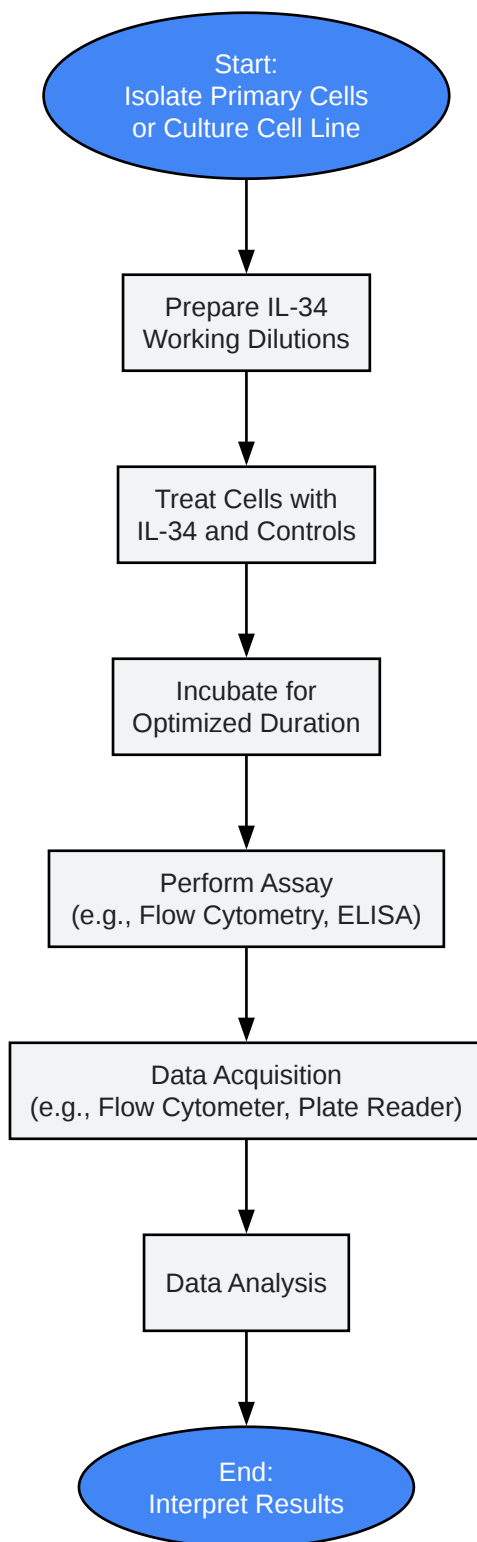 Start:
Isolate Primary Cells
or Culture Cell Line
Prepare IL-34
Working Dilutions
Treat Cells with
IL-34 and Controls
Incubate for
Optimized Duration
Perform Assay
(e.g., Flow Cytometry, ELISA)
Data Acquisition
(e.g., Flow Cytometer, Plate Reader)
Data Analysis
End:
Interpret Results